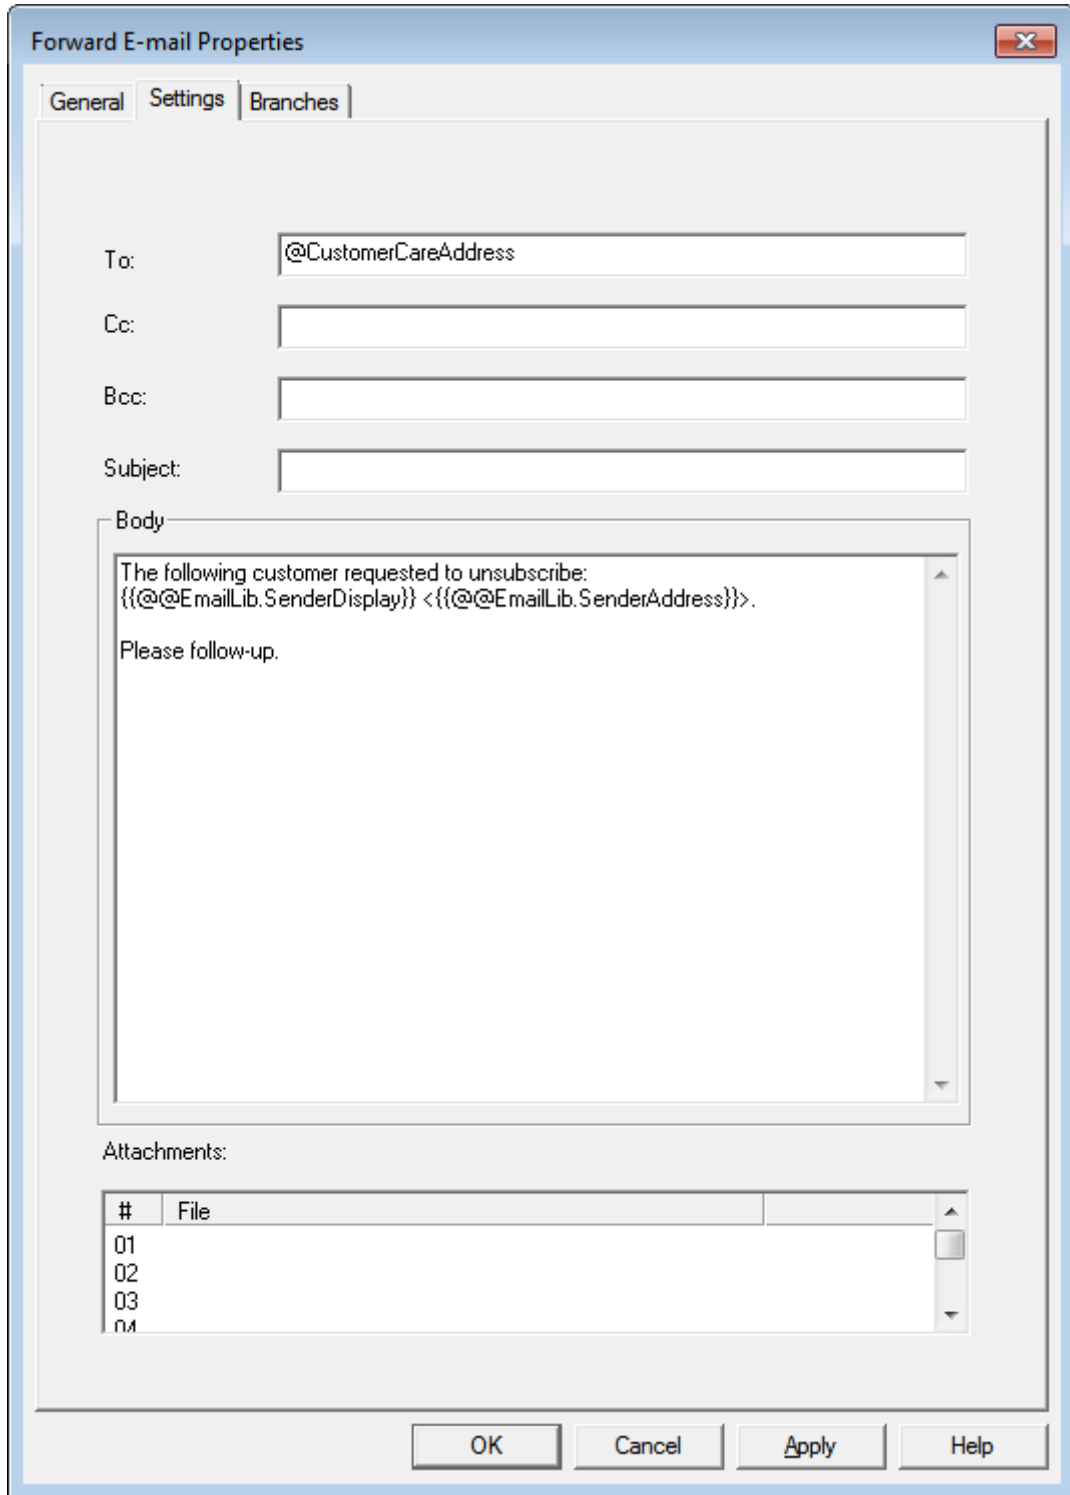 Forward E-mail Properties
General Settings Branches
To: @CustomerCareAddress
Cc:
Bcc:
Subject:
Body
The following customer requested to unsubscribe:
{{@@EmailLib.SenderDisplay}} <{{@@EmailLib.SenderAddress}}>.
Please follow-up.
Attachments:
# File
01
02
03
04
OK Cancel Apply Help